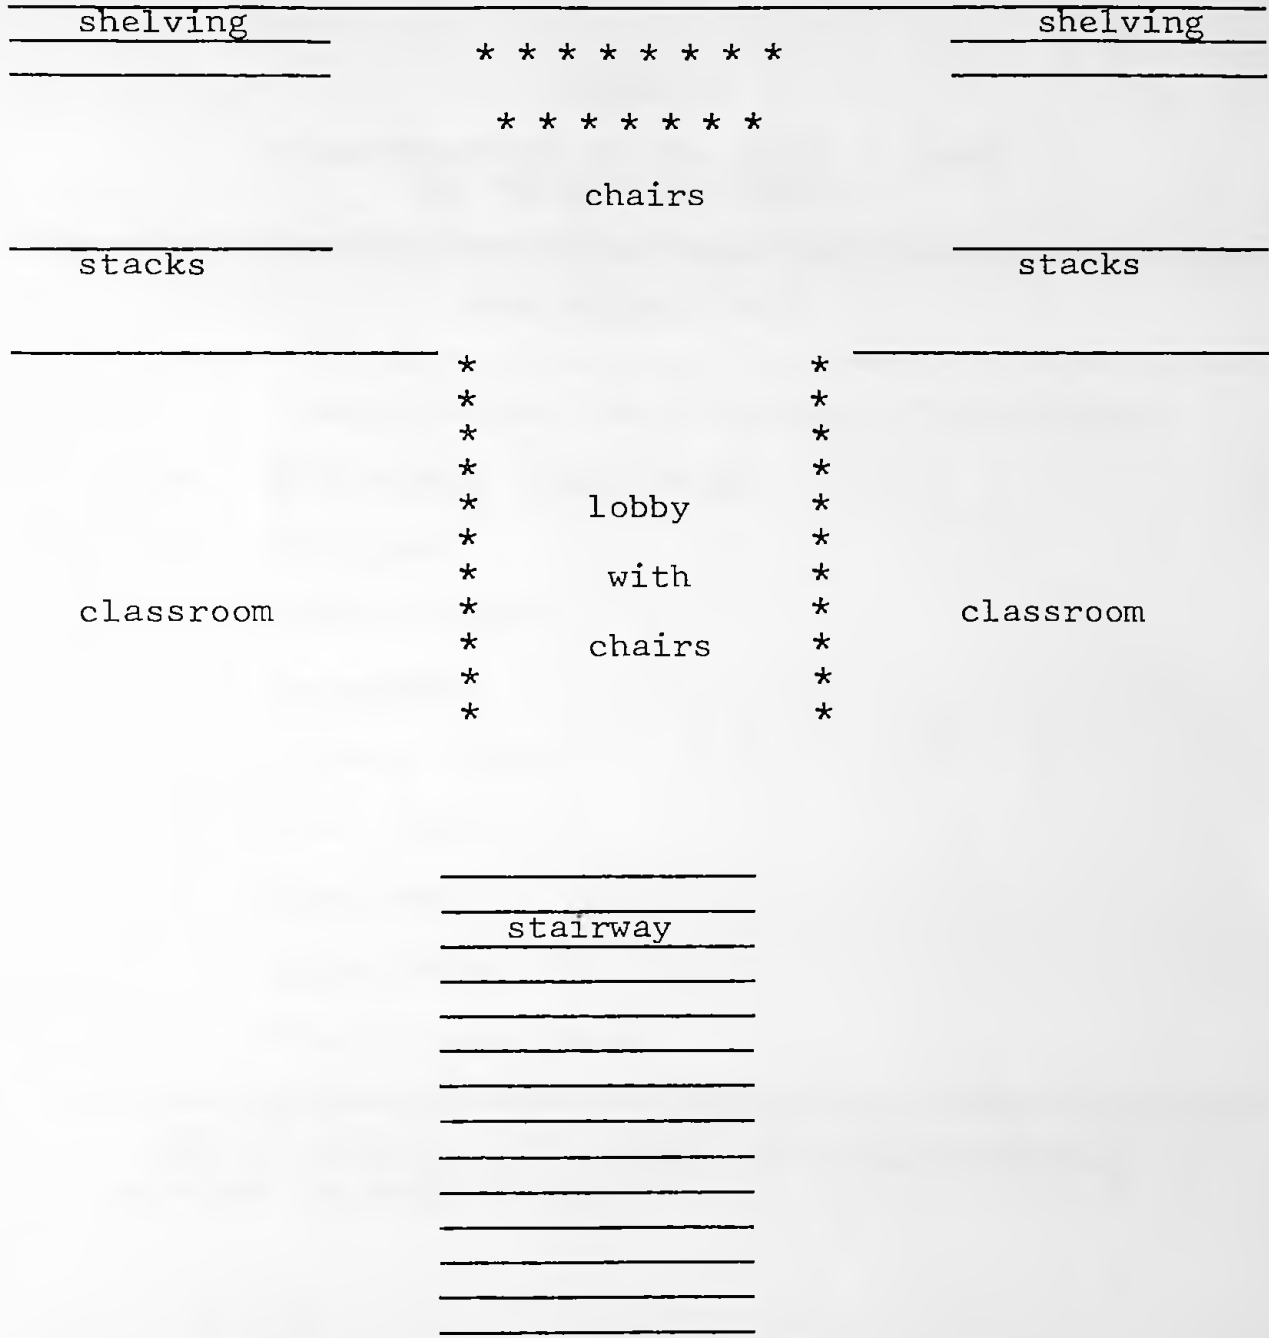 shelving shelving
* * * * * * * *
* * * * * * *
chairs
stacks stacks
* *
* *
* *
* *
* lobby *
* *
* with *
classroom * * classroom
* chairs *
* *
* *
stairway